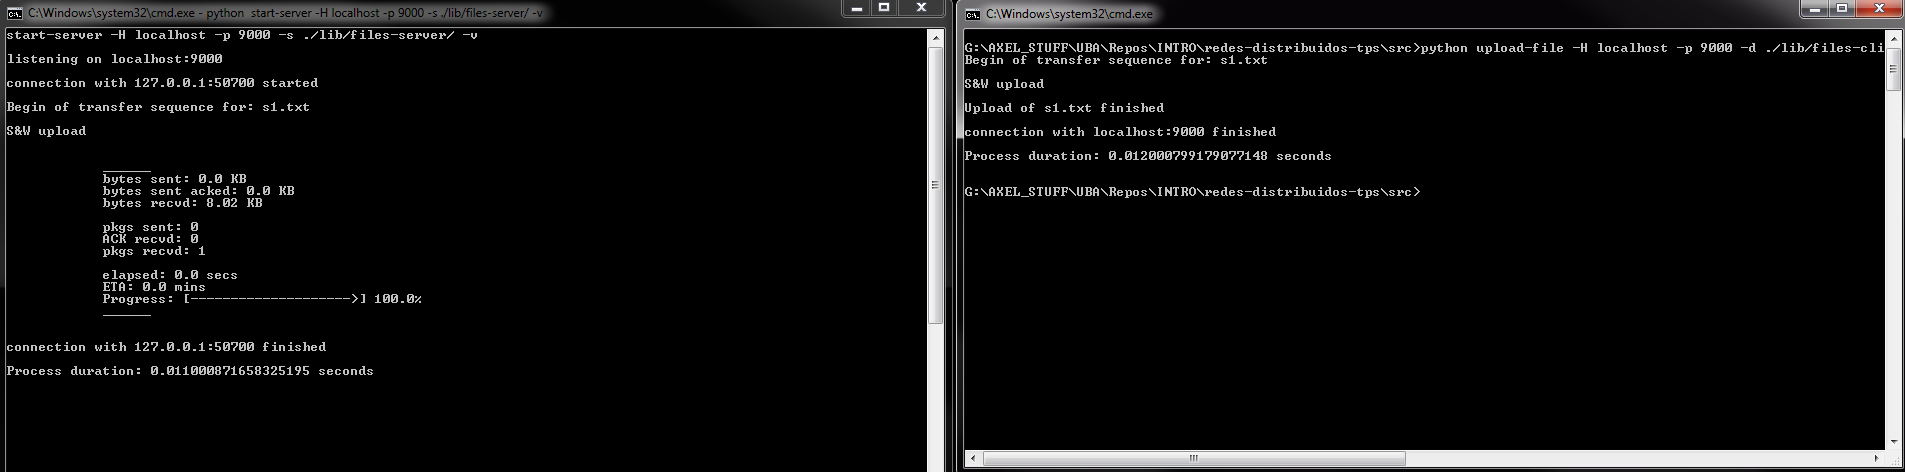 C:\Windows\system32\cmd.exe - python  start-server -H localhost -p 9000 -s ./lib/files-server/ -v
start-server -H localhost -p 9000 -s ./lib/files-server/ -v
listening on localhost:9000
connection with 127.0.0.1:50700 started
Begin of transfer sequence for: s1.txt
S&W upload
______
bytes sent: 0.0 KB
bytes sent acked: 0.0 KB
bytes recvd: 8.02 KB
pkgs sent: 0
ACK recvd: 0
pkgs recvd: 1
elapsed: 0.0 secs
ETA: 0.0 mins
Progress: [-------------------->] 100.0%
______
connection with 127.0.0.1:50700 finished
Process duration: 0.011000871658325195 seconds
C:\Windows\system32\cmd.exe
G:\AXEL_STUFF\UBA\Repos\INTRO\redes-distribuidos-tps\src>python upload-file -H localhost -p 9000 -d ./lib/files-cli
Begin of transfer sequence for: s1.txt
S&W upload
Upload of s1.txt finished
connection with localhost:9000 finished
Process duration: 0.012000799179077148 seconds
G:\AXEL_STUFF\UBA\Repos\INTRO\redes-distribuidos-tps\src>